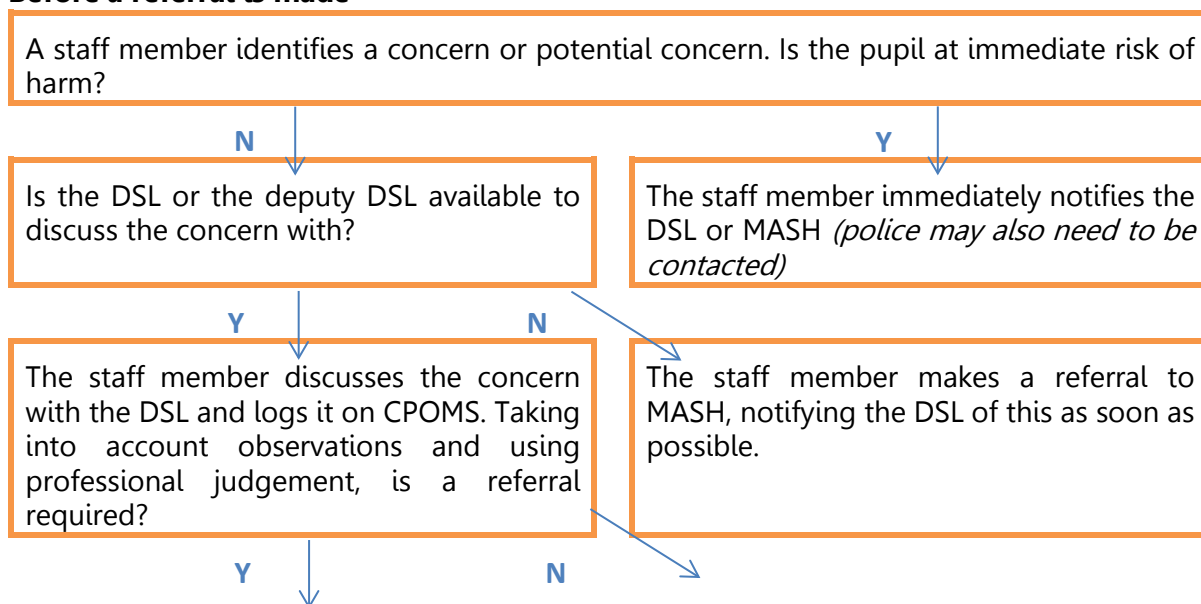 Before a referral is made
A staff member identifies a concern or potential concern. Is the pupil at immediate risk of
harm?
N
Y
Is the DSL or the deputy DSL available to
discuss the concern with?
The staff member immediately notifies the
DSL or MASH (police may also need to be
contacted)
Y
N
The staff member discusses the concern
with the DSL and logs it on CPOMS. Taking
into account observations and using
professional judgement, is a referral
required?
The staff member makes a referral to
MASH, notifying the DSL of this as soon as
possible.
Y
N